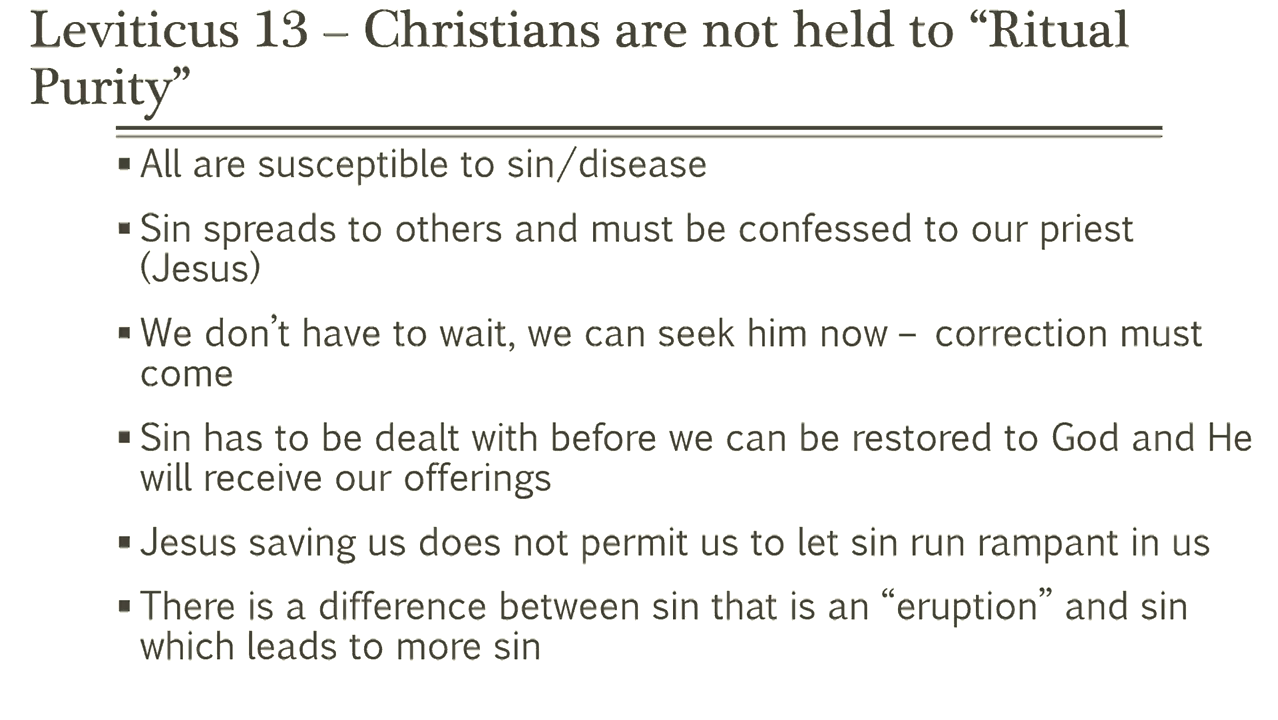 Leviticus 13 – Christians are not held to “Ritual
Purity”
▪ All are susceptible to sin/disease
▪ Sin spreads to others and must be confessed to our priest
(Jesus)
▪ We don’t have to wait, we can seek him now – correction must
come
▪ Sin has to be dealt with before we can be restored to God and He
will receive our offerings
▪ Jesus saving us does not permit us to let sin run rampant in us
▪ There is a difference between sin that is an “eruption” and sin
which leads to more sin